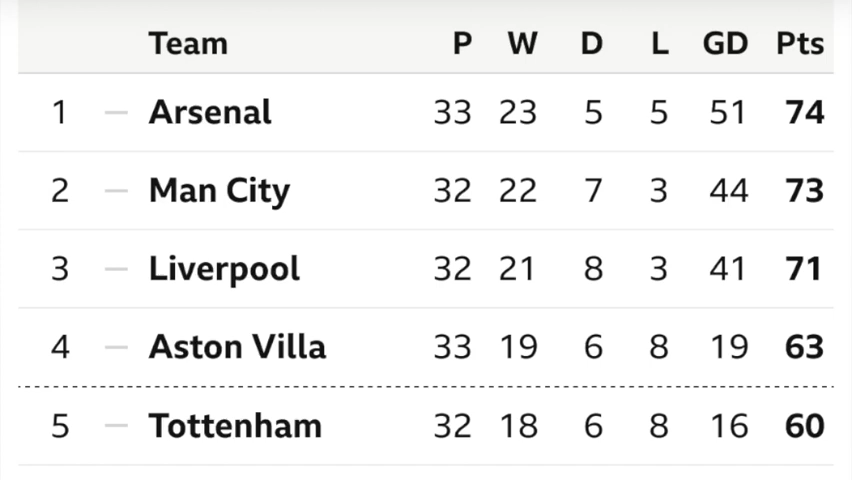 Team P W D L GD Pts
1 — Arsenal 33 23 5 5 51 74
2 — Man City 32 22 7 3 44 73
3 — Liverpool 32 21 8 3 41 71
4 — Aston Villa 33 19 6 8 19 63
5 — Tottenham 32 18 6 8 16 60